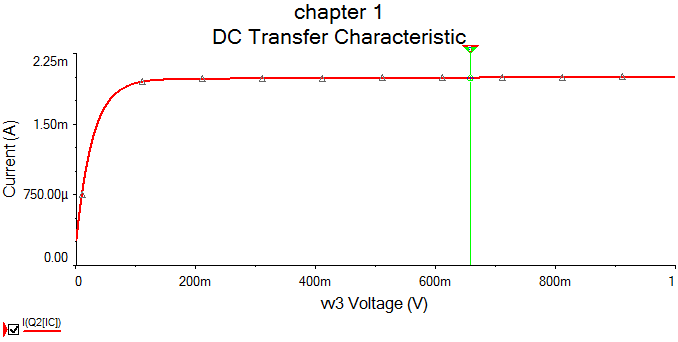 chapter 1
DC Transfer Characteristic
Current (A)
2.25m
1.50m
750.00µ
0.00
0 200m 400m 600m 800m 1
vv3 Voltage (V)
I(Q2[IC])